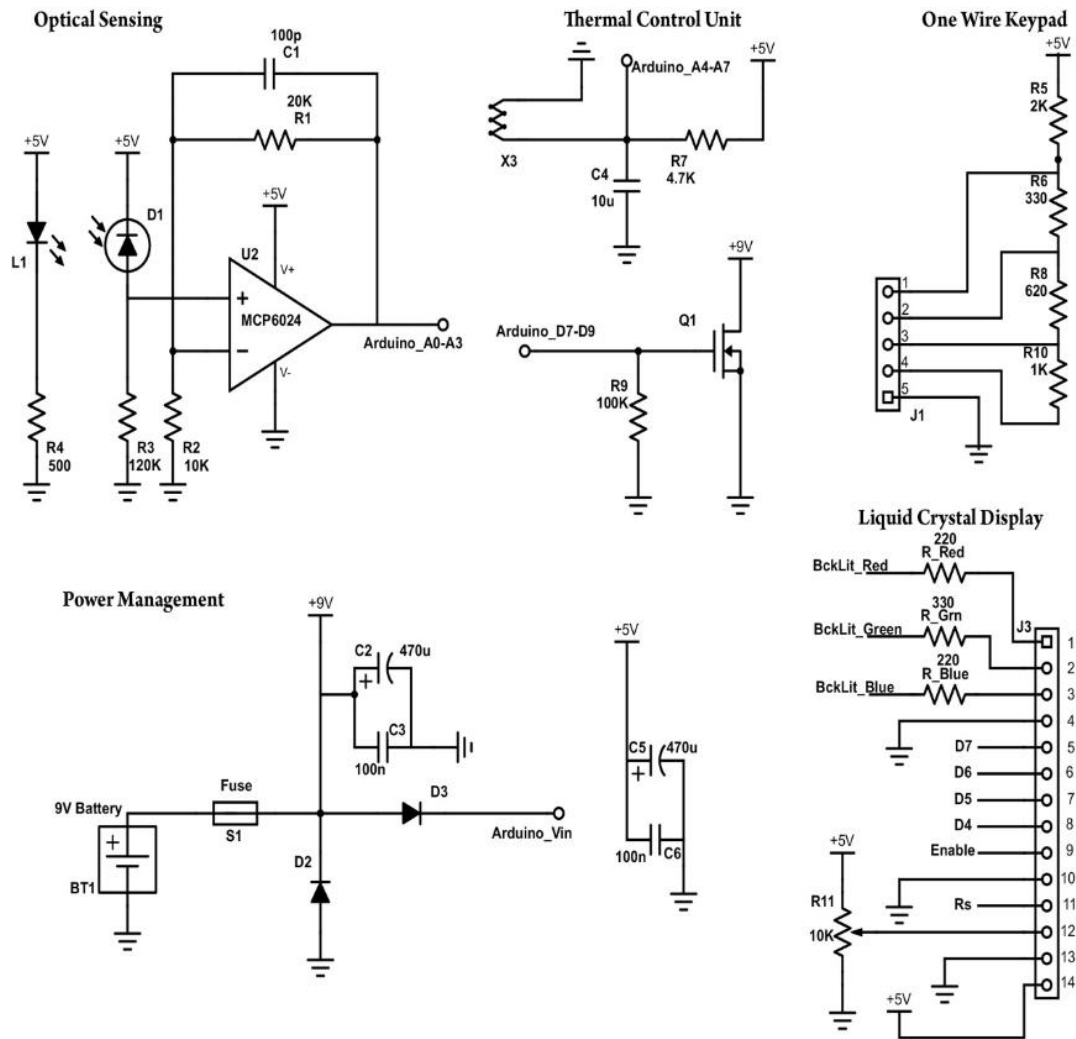 Optical Sensing
100p
C1
20K
R1
+5V
+5V
+5V
D1
L1
U2
V+
+
MCP6024
−
V-
Arduino_A0-A3
R4
500
R3
120K
R2
10K
Thermal Control Unit
+5V
Arduino_A4-A7
X3
R7
4.7K
C4
10u
+9V
Q1
Arduino_D7-D9
R9
100K
One Wire Keypad
+5V
R5
2K
R6
330
R8
620
R10
1K
1
2
3
4
5
J1
Power Management
+9V
C2 470u
+
C3
100n
Fuse
S1
9V Battery
+
BT1
D3
D2
Arduino_Vin
+5V
C5 470u
+
100n C6
Liquid Crystal Display
220
R_Red
BckLit_Red
330
R_Grn
BckLit_Green
220
R_Blue
BckLit_Blue
J3
1
2
3
4
D7 5
D6 6
D5 7
D4 8
Enable 9
10
Rs 11
12
13
14
+5V
R11
10K
+5V